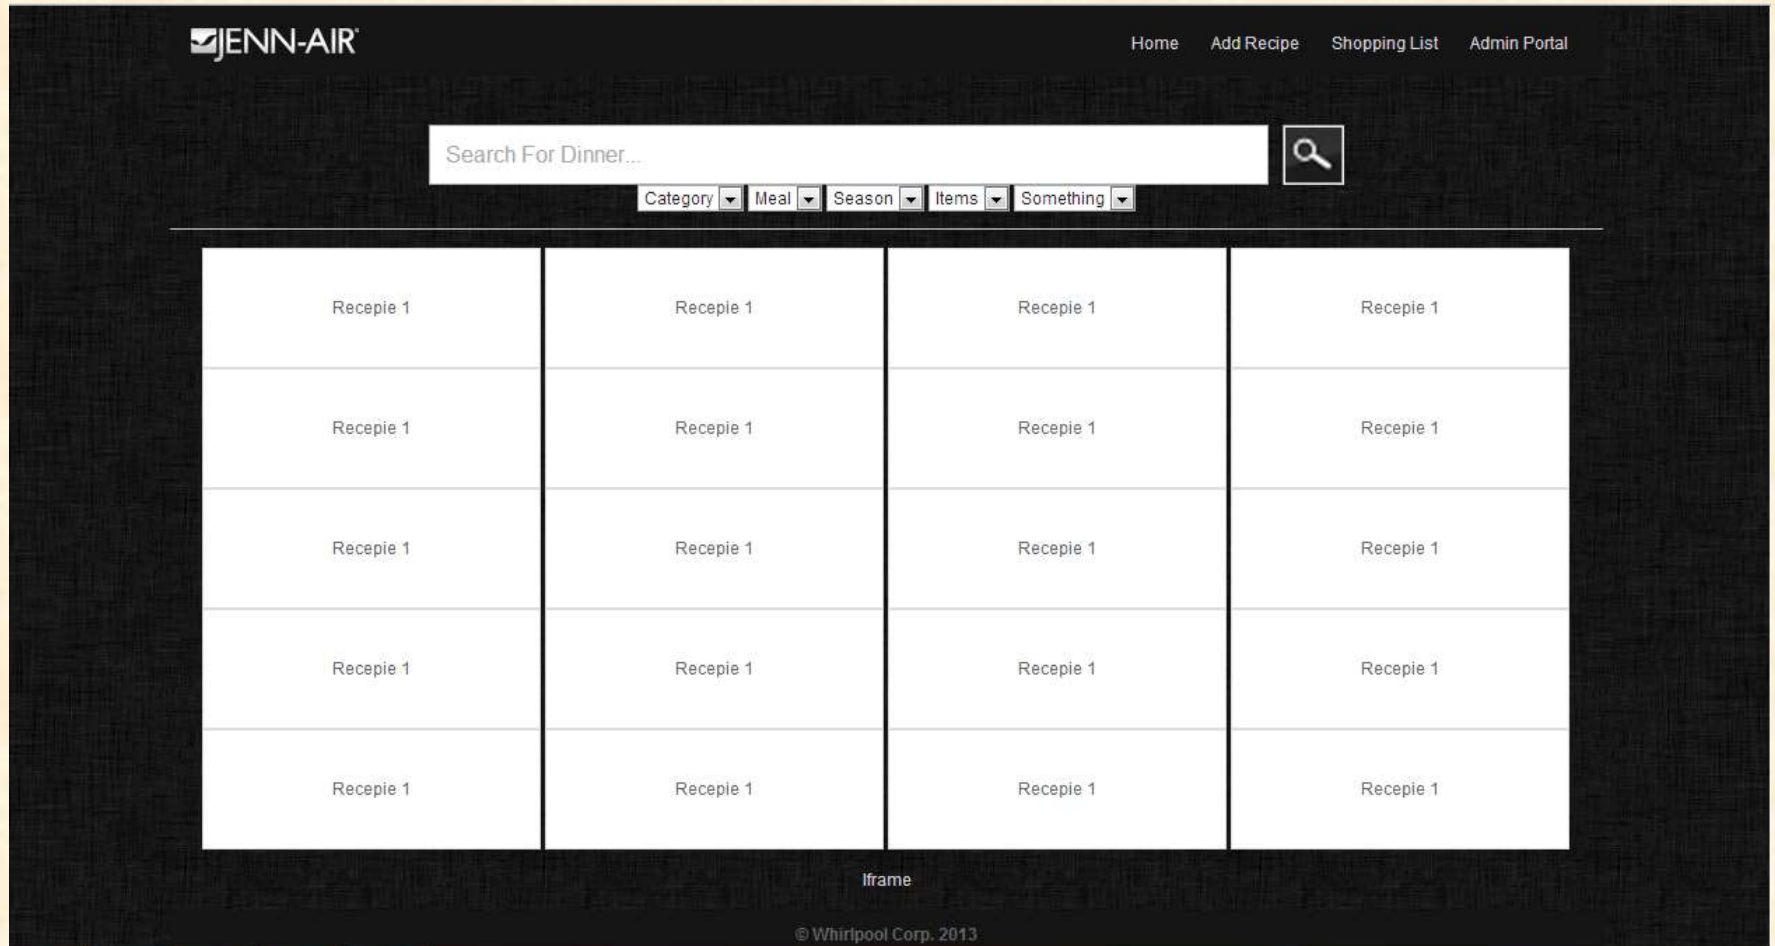 JENN-AIR
Home Add Recipe Shopping List Admin Portal
Search For Dinner...
Category Meal Season Items Something
Recepie 1 Recepie 1 Recepie 1 Recepie 1
Recepie 1 Recepie 1 Recepie 1 Recepie 1
Recepie 1 Recepie 1 Recepie 1 Recepie 1
Recepie 1 Recepie 1 Recepie 1 Recepie 1
Recepie 1 Recepie 1 Recepie 1 Recepie 1
Iframe
© Whirlpool Corp. 2013